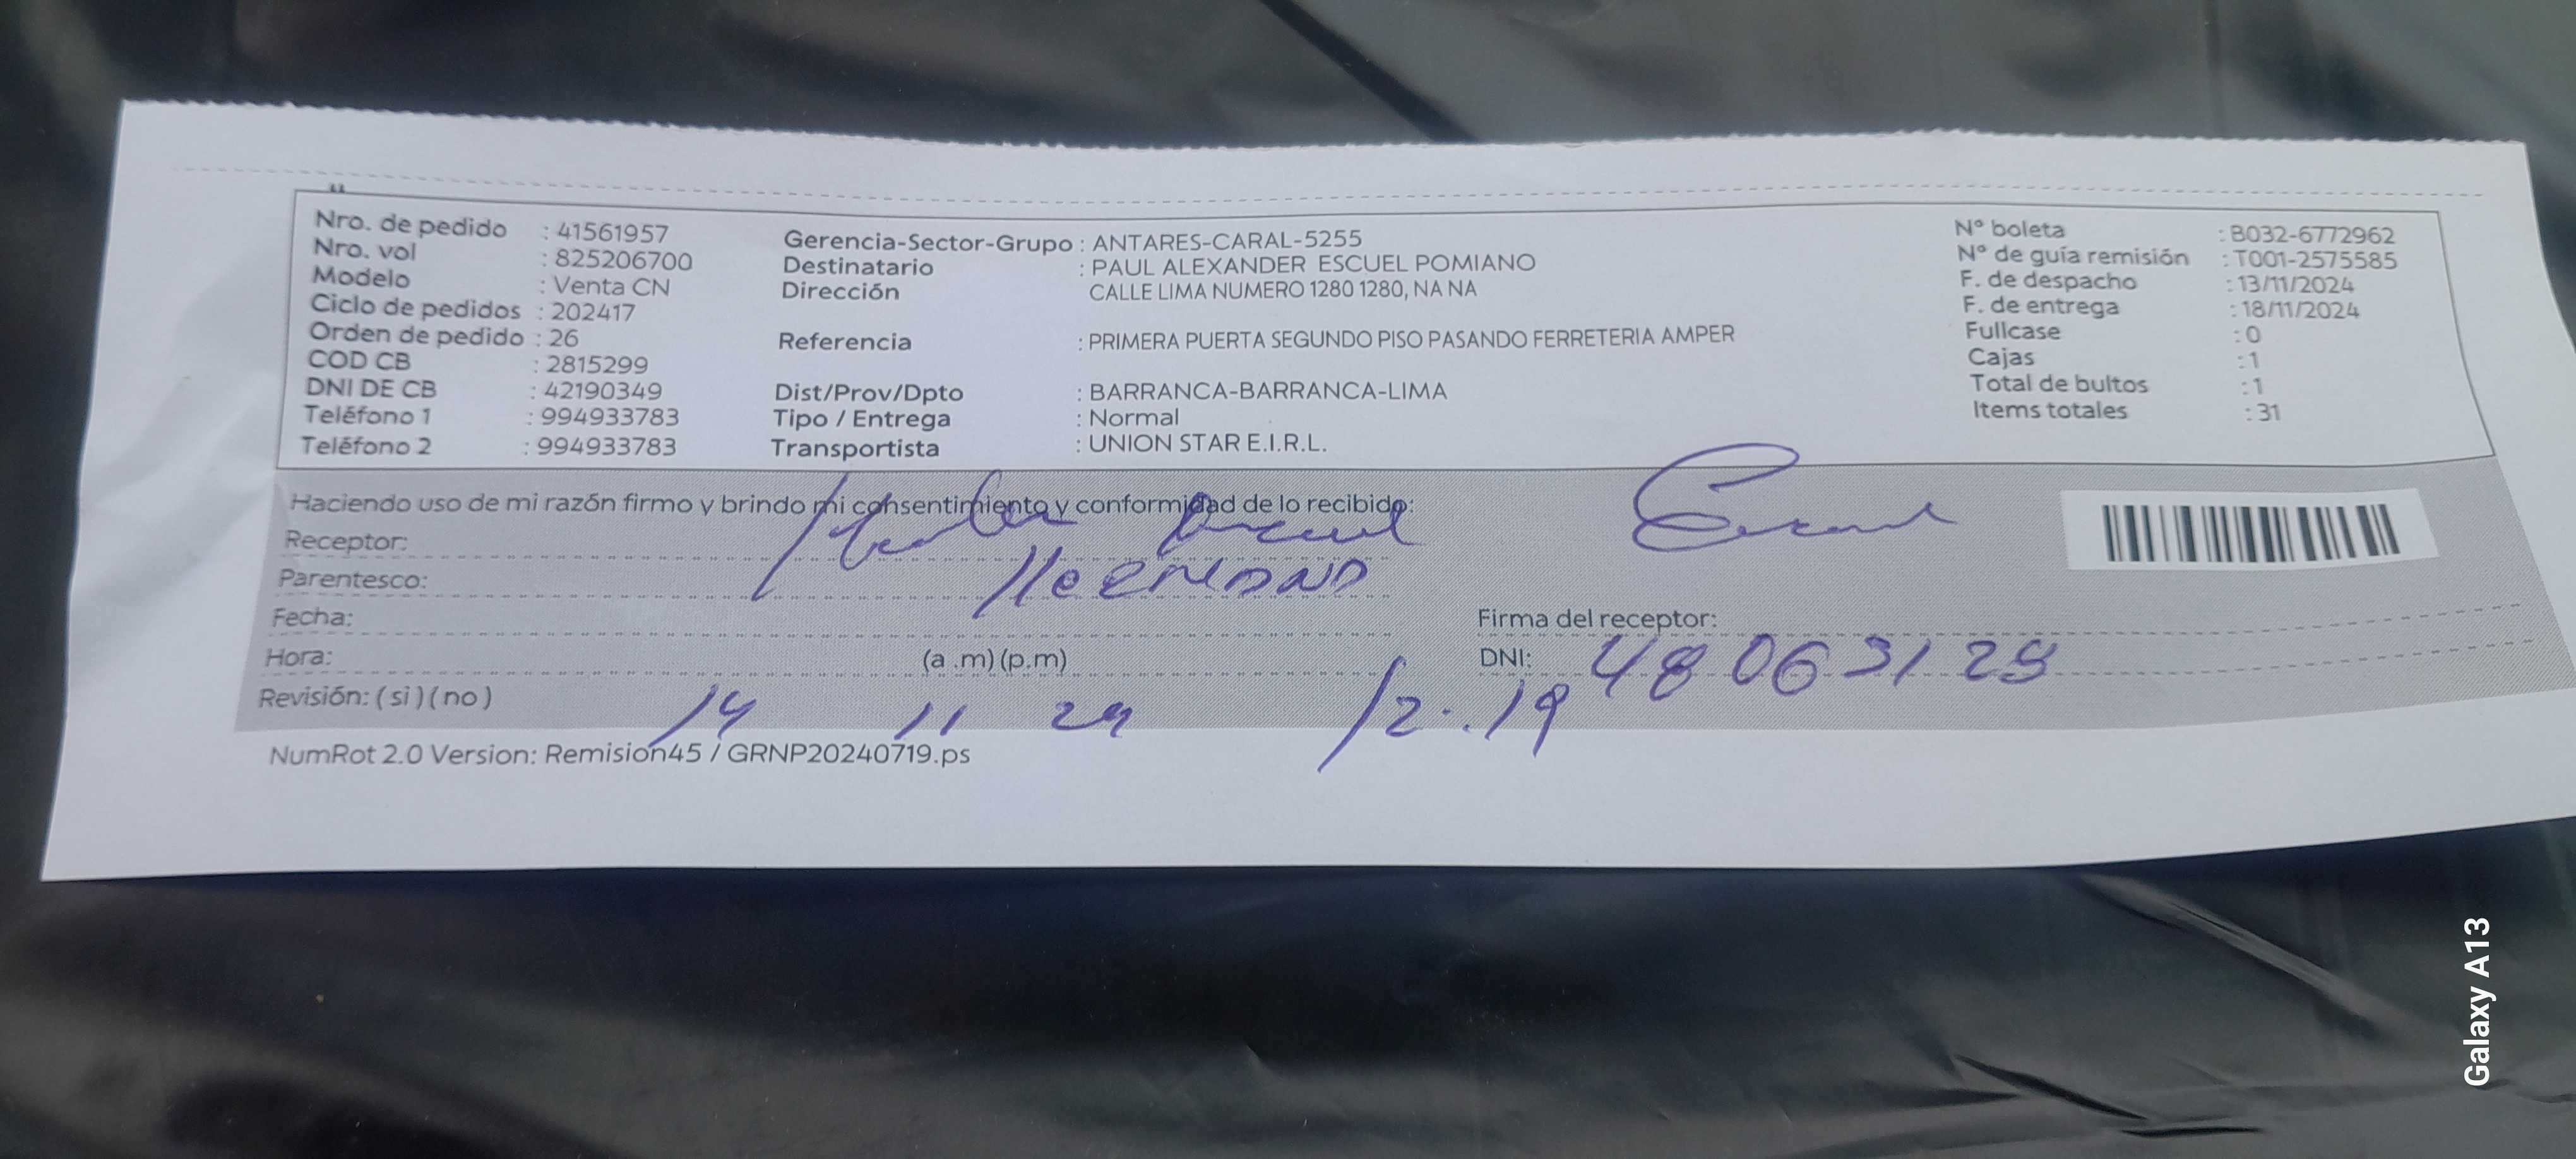 Nro. de pedido : 41561957
Nro. vol : 825206700
Modelo : Venta CN
Ciclo de pedidos : 202417
Orden de pedido : 26
COD CB : 2815299
DNI DE CB : 42190349
Teléfono 1 : 994933783
Teléfono 2 : 994933783
Gerencia-Sector-Grupo : ANTARES-CARAL-5255
Destinatario : PAUL ALEXANDER ESCUEL POMIANO
Dirección CALLE LIMA NUMERO 1280 1280, NA NA
Referencia : PRIMERA PUERTA SEGUNDO PISO PASANDO FERRETERIA AMPER
Dist/Prov/Dpto : BARRANCA-BARRANCA-LIMA
Tipo / Entrega : Normal
Transportista : UNION STAR E.I.R.L.
N° boleta : B032-6772962
N° de guía remisión : T001-2575585
F. de despacho : 13/11/2024
F. de entrega : 18/11/2024
Fullcase : 0
Cajas : 1
Total de bultos : 1
Items totales : 31
Haciendo uso de mi razón firmo y brindo mi consentimiento y conformidad de lo recibido:
Receptor:
Parentesco: Hermano
Fecha:
Hora: (a .m) (p.m)
Revisión: ( si ) ( no )
14 11 24 12.19
Firma del receptor:
DNI: 48063128
NumRot 2.0 Version: Remision45 / GRNP20240719.ps
Galaxy A13